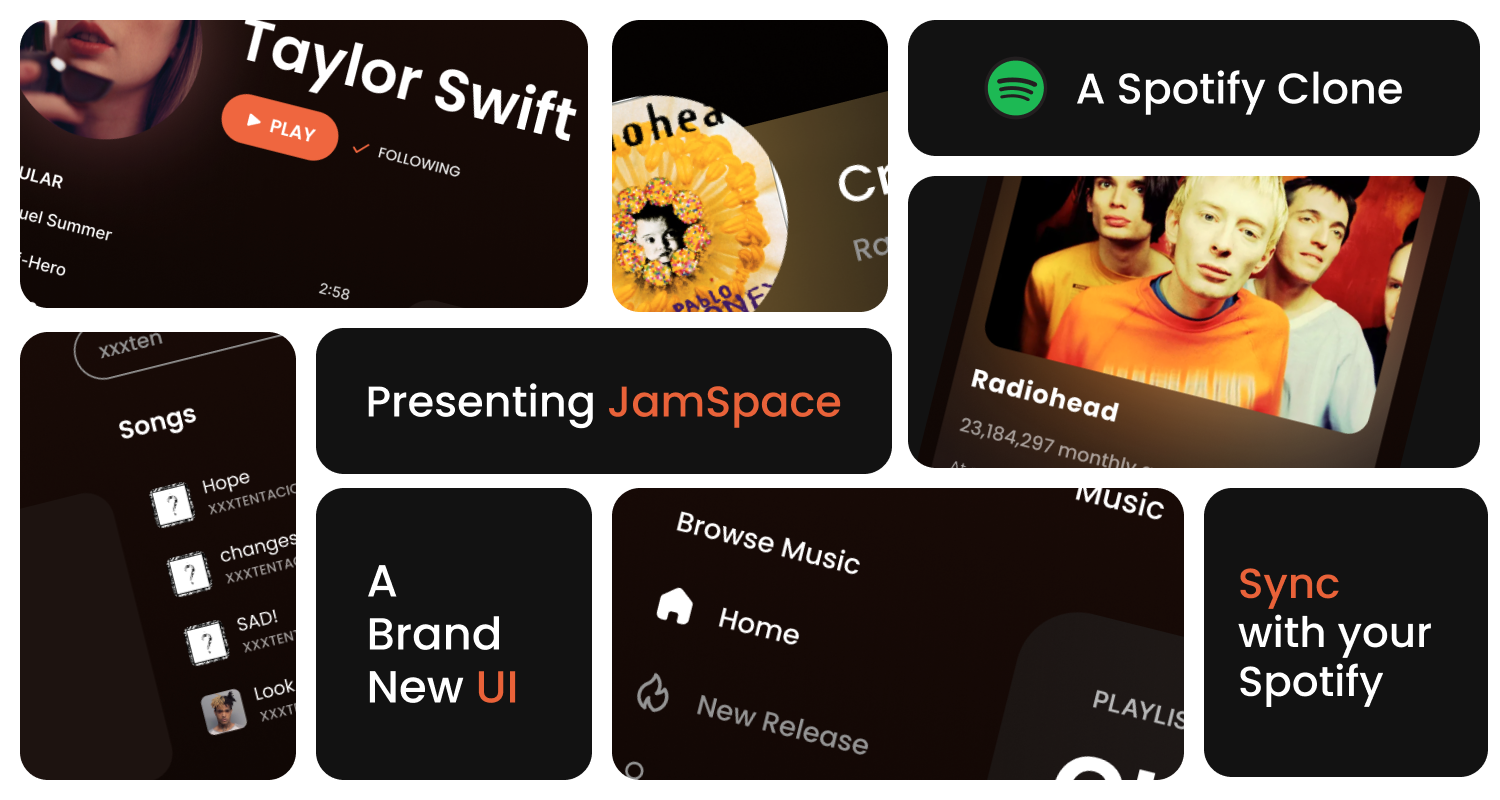 Taylor Swift
PLAY
FOLLOWING
ULAR
uel Summer
-Hero
2:58
iohea
PABLO
ONEY
Cr
Ra
A Spotify Clone
Radiohead
23,184,297 monthly
xxxten
Songs
Hope
XXXTENTACIO
changes
XXXTENTAC
SAD!
XXXTENT
Look
XXXTE
Presenting JamSpace
A
Brand
New UI
Music
Browse Music
Home
New Release
PLAYLIS
Sync
with your
Spotify